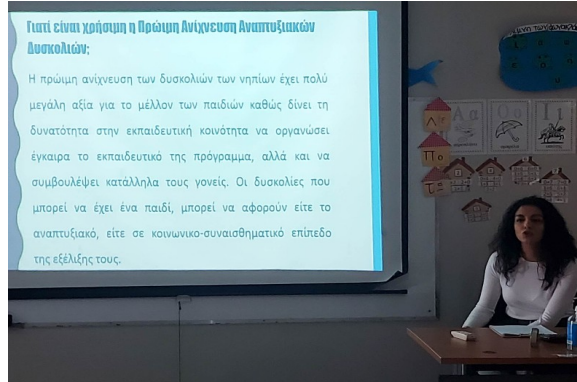 Γιατί είναι χρήσιμη η Πρώιμη Ανίχνευση Αναπτυξιακών
Δυσκολιών;
Η πρώιμη ανίχνευση των δυσκολιών των νηπίων έχει πολύ
μεγάλη αξία για το μέλλον των παιδιών καθώς δίνει τη
δυνατότητα στην εκπαιδευτική κοινότητα να οργανώσει
έγκαιρα το εκπαιδευτικό της πρόγραμμα, αλλά και να
συμβουλέψει κατάλληλα τους γονείς. Οι δυσκολίες που
μπορεί να έχει ένα παιδί, μπορεί να αφορούν είτε το
αναπτυξιακό, είτε σε κοινωνικο-συναισθηματικό επίπεδο
της εξέλιξης τους.
Α α
Πο